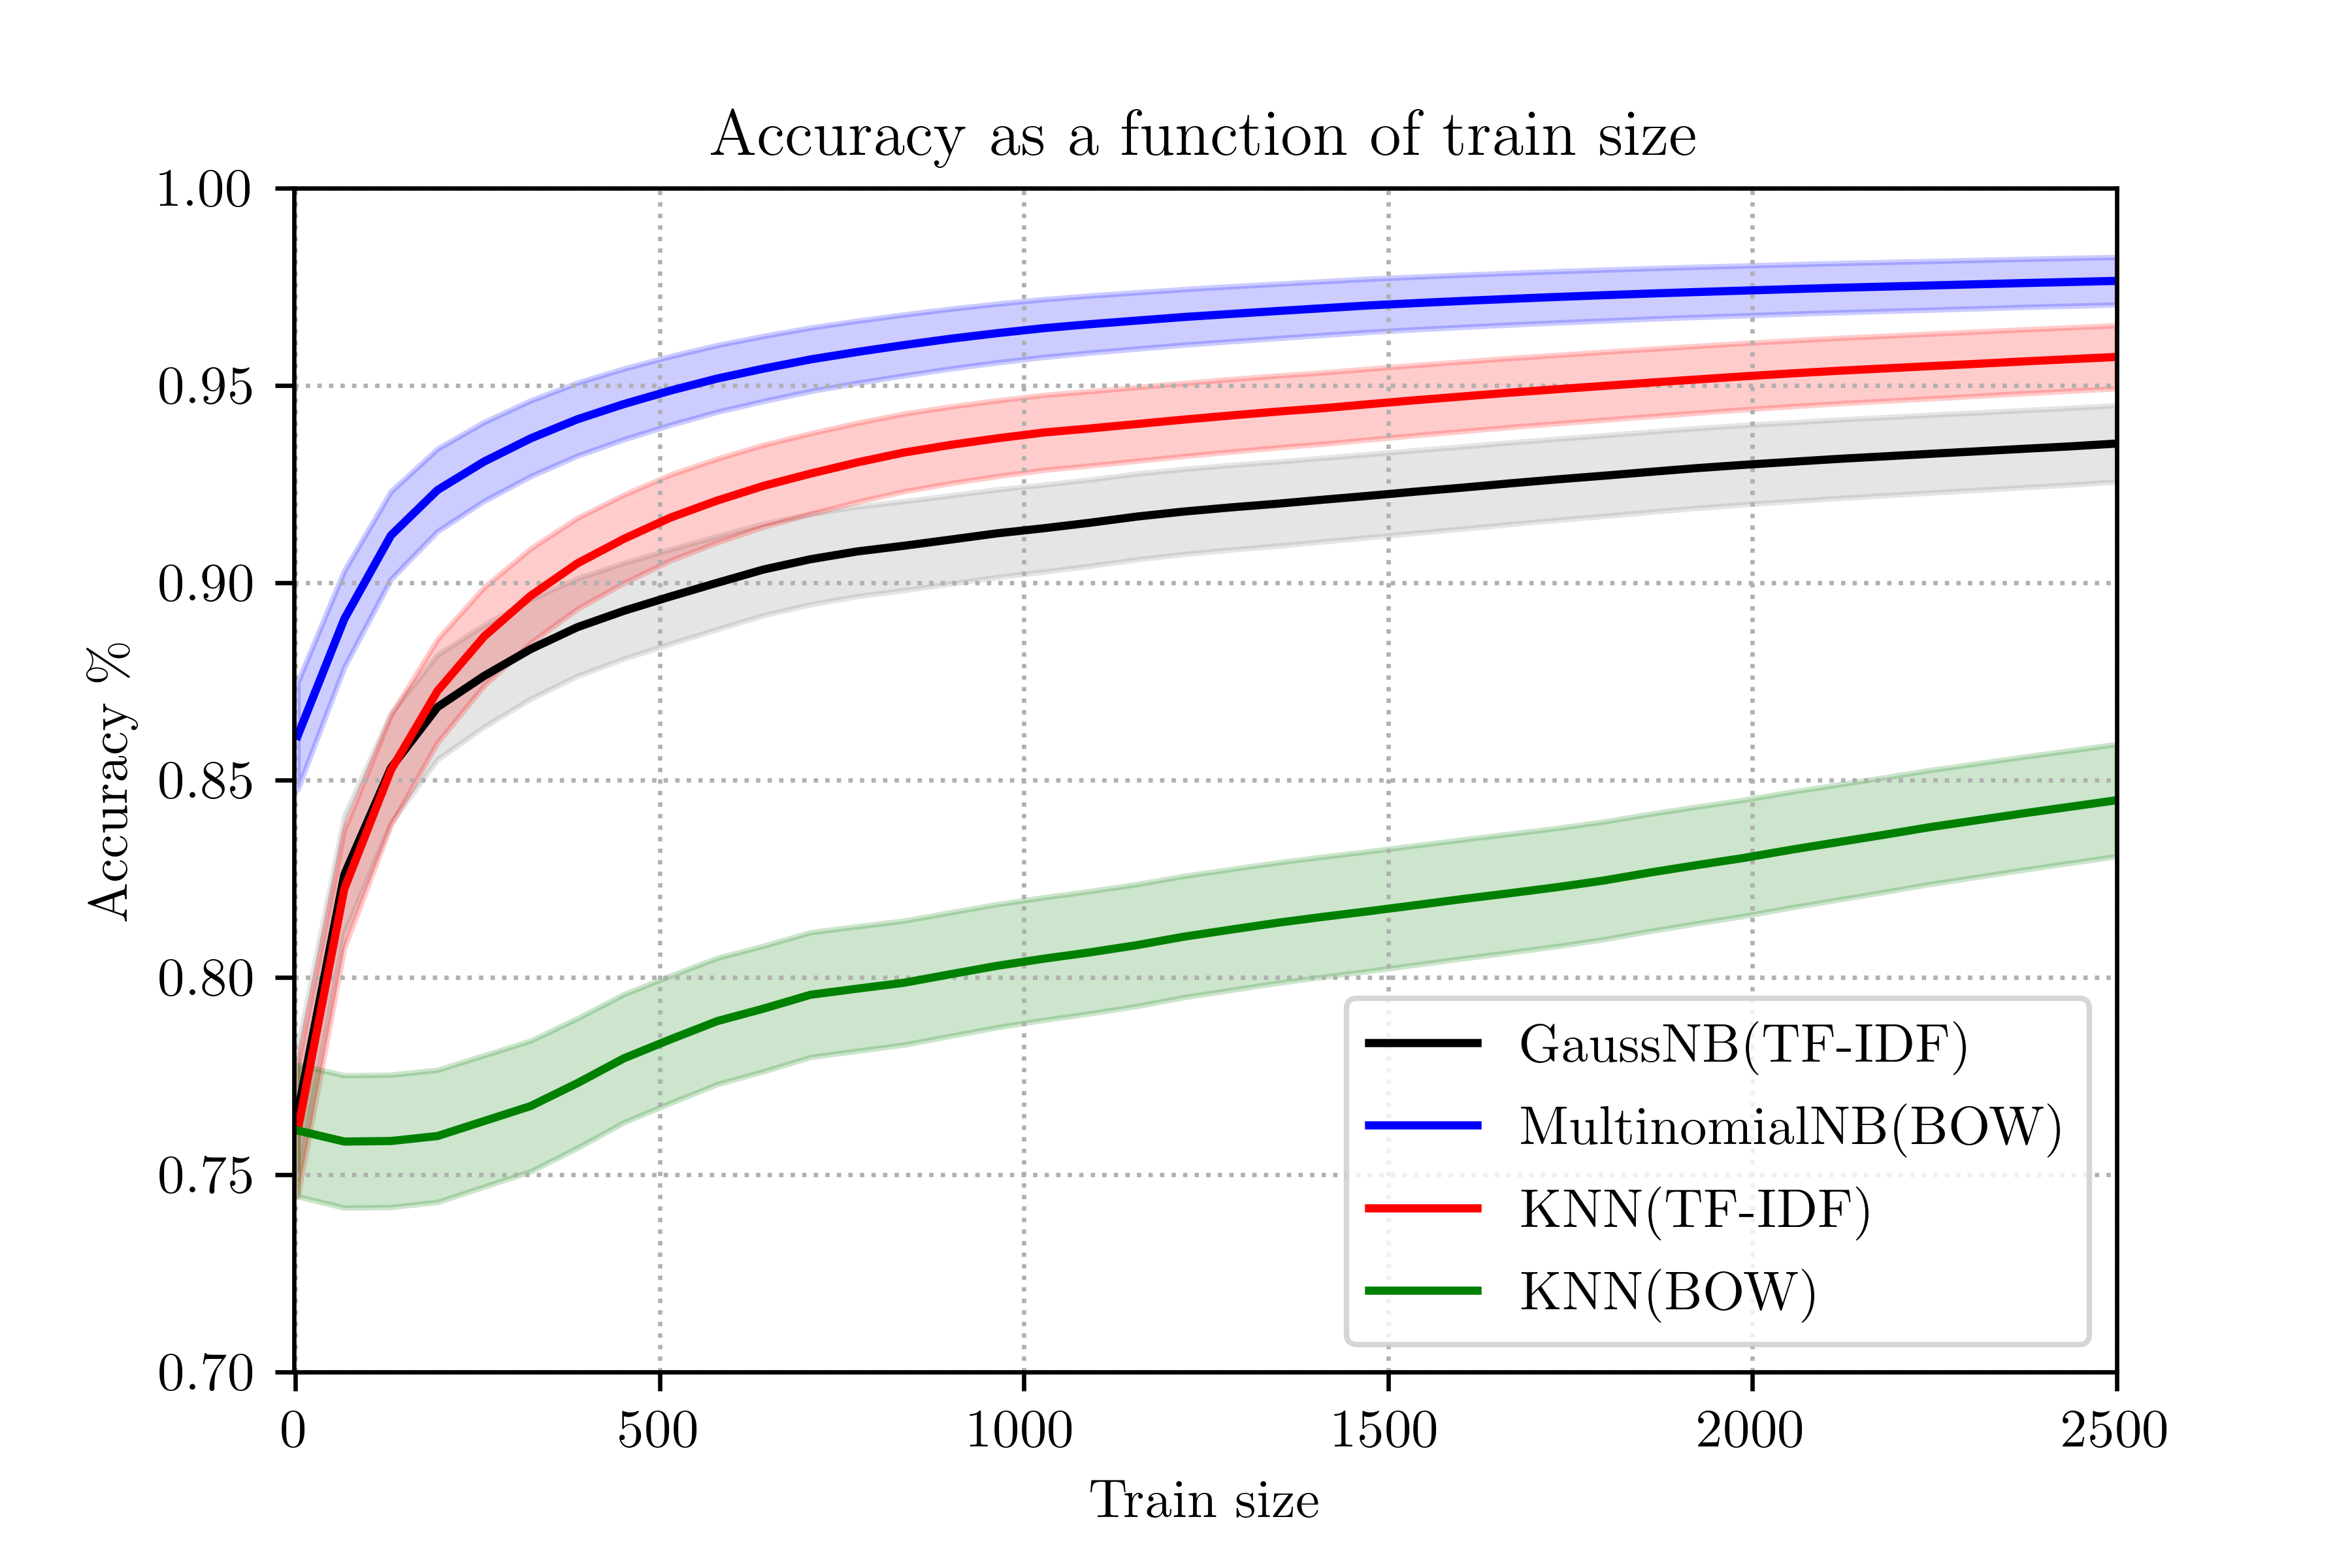 Accuracy as a function of train size
1.00
0.95
0.90
0.85
0.80
0.75
0.70
Accuracy %
GaussNB(TF-IDF)
MultinomialNB(BOW)
KNN(TF-IDF)
KNN(BOW)
0 500 1000 1500 2000 2500
Train size